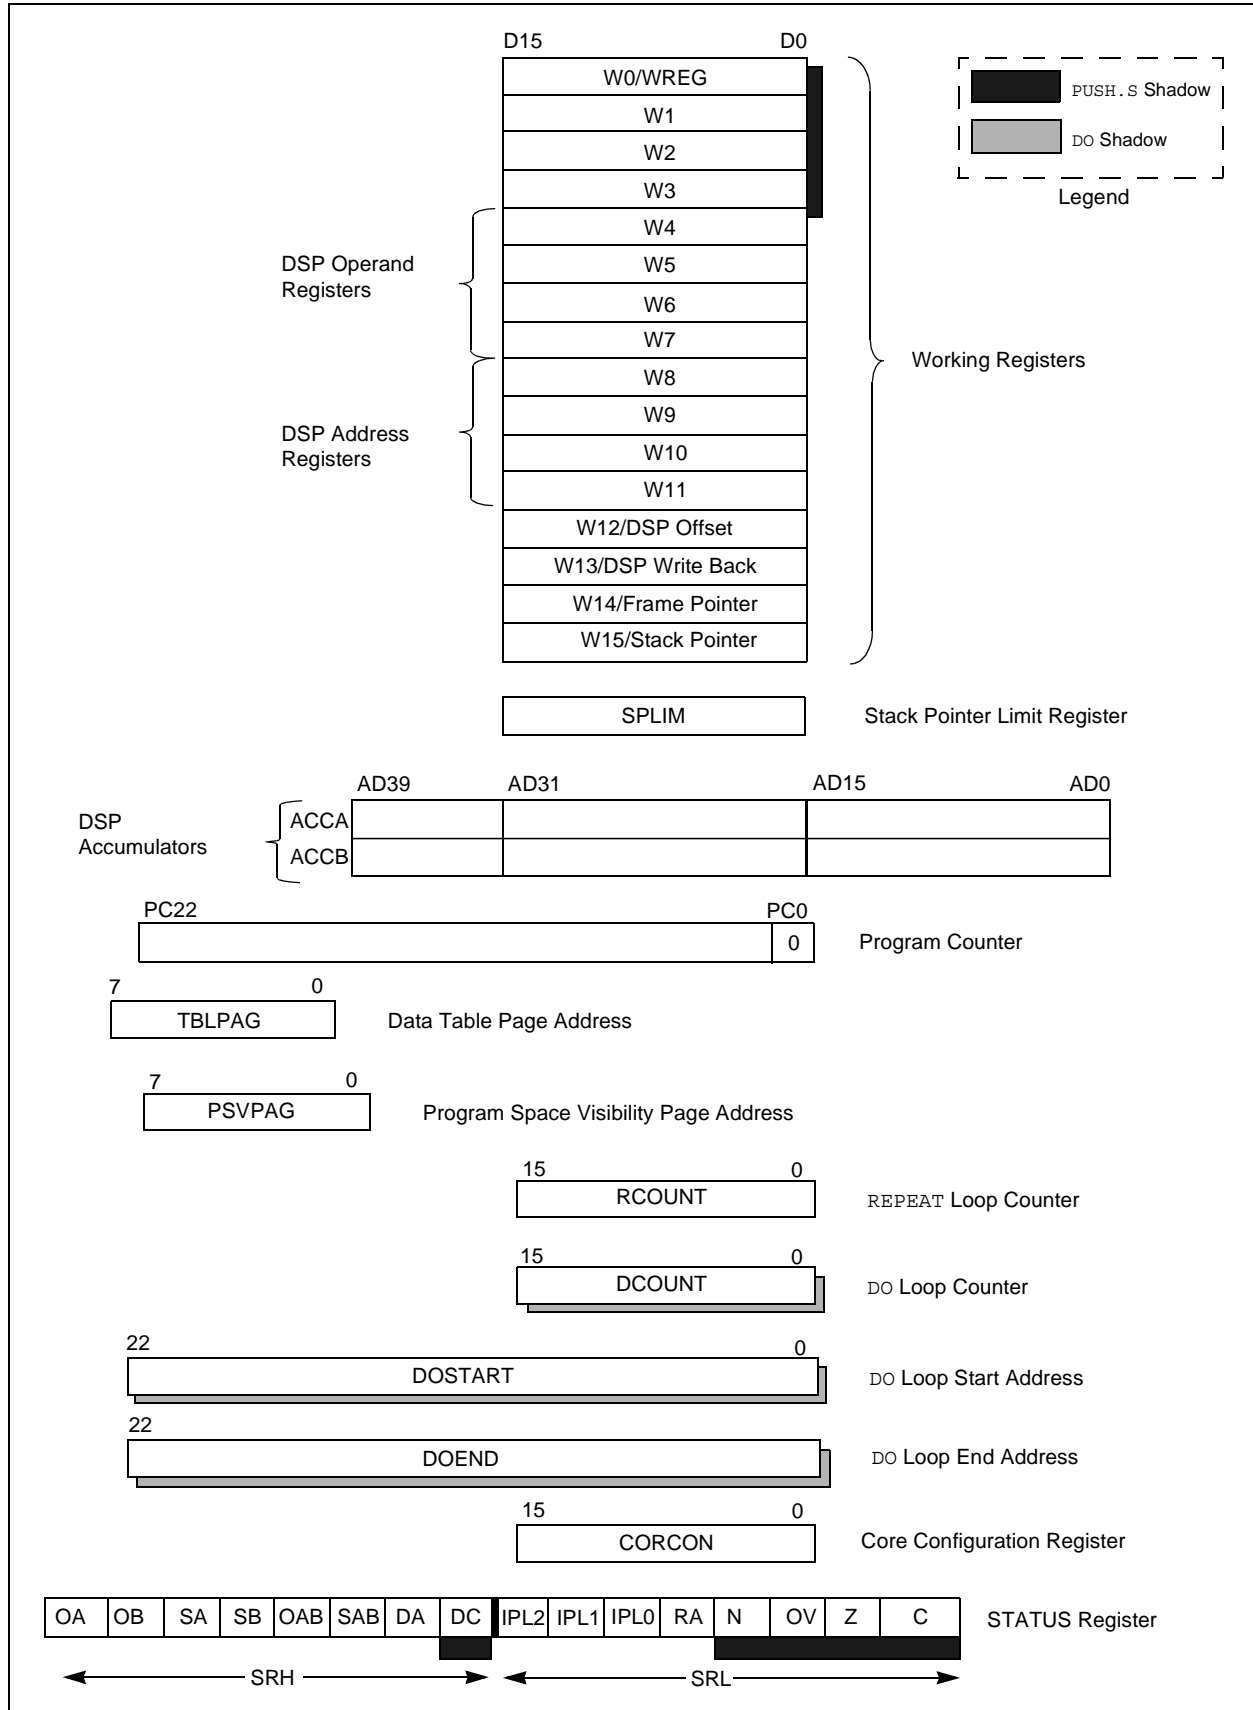 D15 D0
W0/WREG
PUSH.S Shadow
W1
W2
DO Shadow
W3
Legend
W4
DSP Operand
Registers
W5
W6
W7
Working Registers
W8
W9
DSP Address
Registers
W10
W11
W12/DSP Offset
W13/DSP Write Back
W14/Frame Pointer
W15/Stack Pointer
SPLIM Stack Pointer Limit Register
AD39 AD31 AD15 AD0
DSP
Accumulators
ACCA
ACCB
PC22 PC0
0 Program Counter
7 0
TBLPAG Data Table Page Address
7 0
PSVPAG Program Space Visibility Page Address
15 0
RCOUNT REPEAT Loop Counter
15 0
DCOUNT DO Loop Counter
22 0
DOSTART DO Loop Start Address
22
DOEND DO Loop End Address
15 0
CORCON Core Configuration Register
OA OB SA SB OAB SAB DA DC IPL2 IPL1 IPL0 RA N OV Z C STATUS Register
SRH SRL